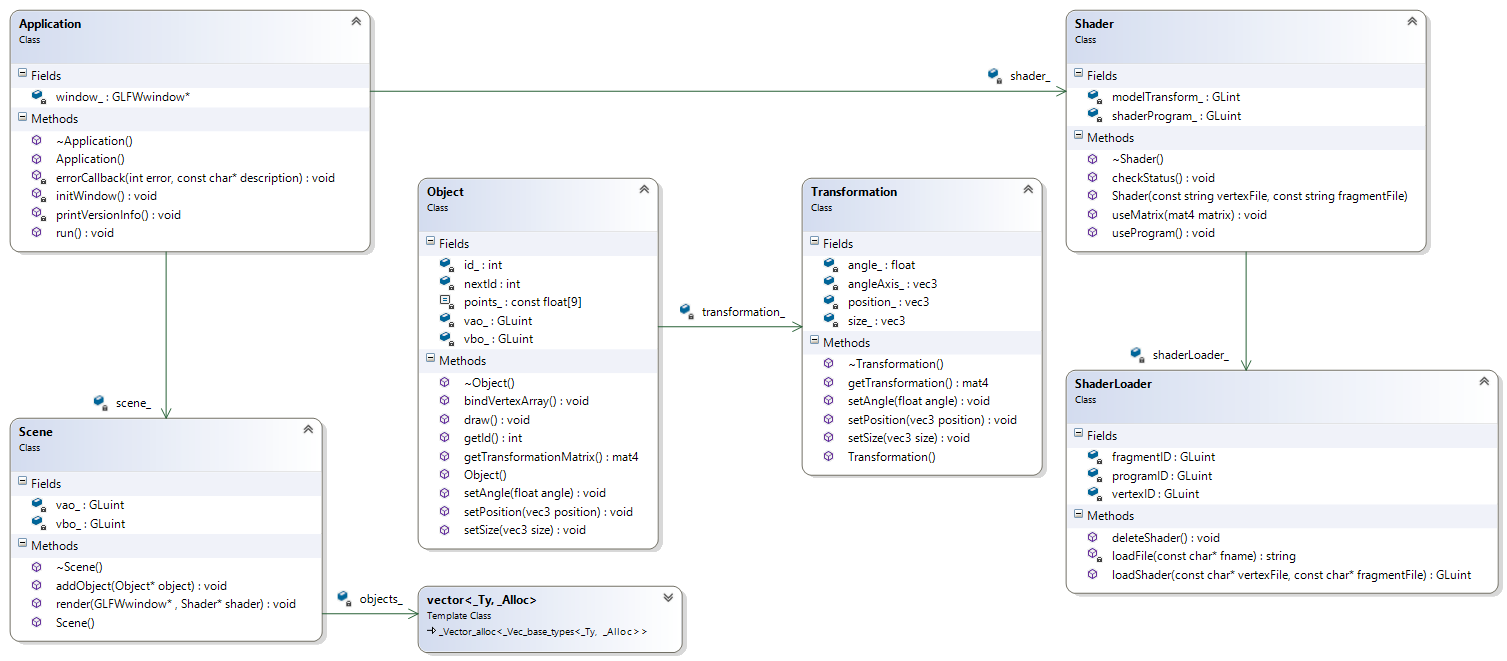 Application
Class
Fields
window_ : GLFWwindow*
Methods
~Application()
Application()
errorCallback(int error, const char* description) : void
initWindow() : void
printVersionInfo() : void
run() : void
shader_
Shader
Class
Fields
modelTransform_ : GLint
shaderProgram_ : GLuint
Methods
~Shader()
checkStatus() : void
Shader(const string vertexFile, const string fragmentFile)
useMatrix(mat4 matrix) : void
useProgram() : void
Object
Class
Fields
id_ : int
nextId : int
points_ : const float[9]
vao_ : GLuint
vbo_ : GLuint
Methods
~Object()
bindVertexArray() : void
draw() : void
getId() : int
getTransformationMatrix() : mat4
Object()
setAngle(float angle) : void
setPosition(vec3 position) : void
setSize(vec3 size) : void
transformation_
Transformation
Class
Fields
angle_ : float
angleAxis_ : vec3
position_ : vec3
size_ : vec3
Methods
~Transformation()
getTransformation() : mat4
setAngle(float angle) : void
setPosition(vec3 position) : void
setSize(vec3 size) : void
Transformation()
shaderLoader_
ShaderLoader
Class
Fields
fragmentID : GLuint
programID : GLuint
vertexID : GLuint
Methods
deleteShader() : void
loadFile(const char* fname) : string
loadShader(const char* vertexFile, const char* fragmentFile) : GLuint
scene_
Scene
Class
Fields
vao_ : GLuint
vbo_ : GLuint
Methods
~Scene()
addObject(Object* object) : void
render(GLFWwindow* , Shader* shader) : void
Scene()
objects_
vector<_Ty, _Alloc>
Template Class
_Vector_alloc<_Vec_base_types<_Ty, _Alloc> >